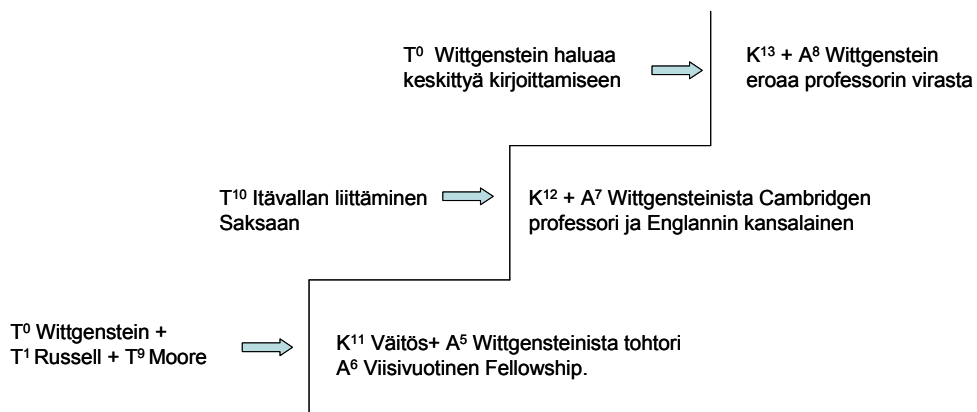 T⁰ Wittgenstein haluaa
keskittyä kirjoittamiseen
K¹³ + A⁸ Wittgenstein
eroaa professorin virasta
T¹⁰ Itävallan liittäminen
Saksaan
K¹² + A⁷ Wittgensteinista Cambridgen
professori ja Englannin kansalainen
T⁰ Wittgenstein +
T¹ Russell + T⁹ Moore
K¹¹ Väitös+ A⁵ Wittgensteinista tohtori
A⁶ Viisivuotinen Fellowship.